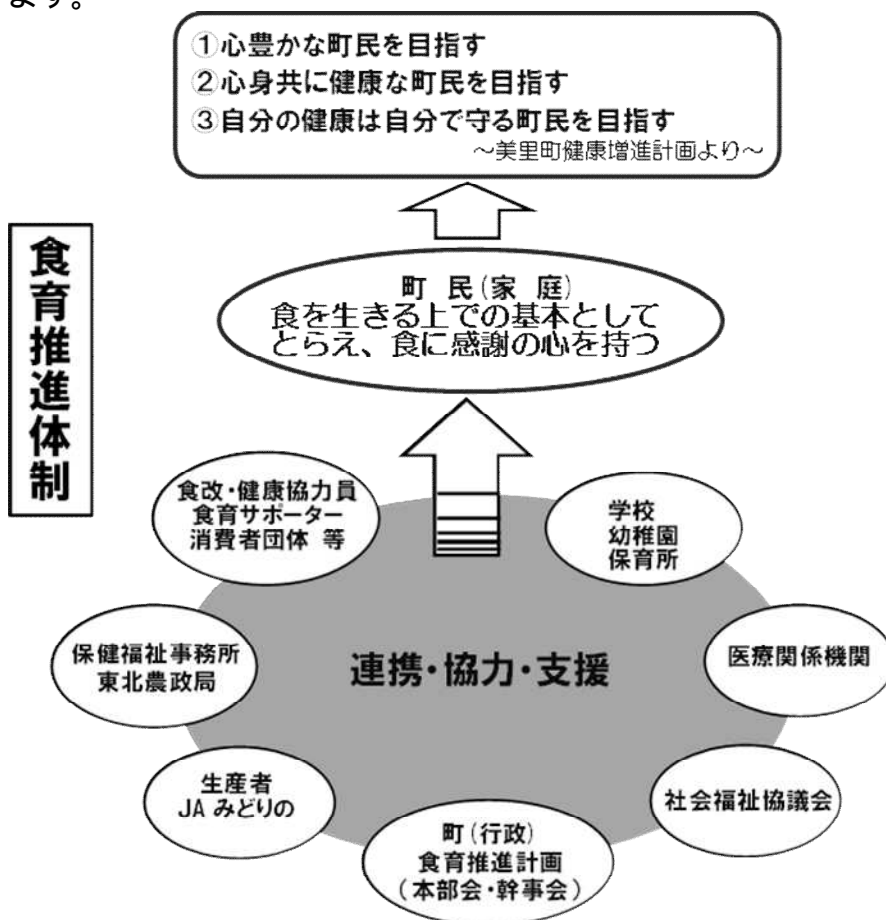 ます。
①心豊かな町民を目指す
②心身共に健康な町民を目指す
③自分の健康は自分で守る町民を目指す
～美里町健康増進計画より～
食育推進体制
町 民（家 庭）
食を生きる上での基本として
とらえ、食に感謝の心を持つ
食改・健康協力員
食育サポーター
消費者団体 等
学校
幼稚園
保育所
保健福祉事務所
東北農政局
連携・協力・支援
医療関係機関
生産者
JA みどりの
社会福祉協議会
町（行政）
食育推進計画
（本部会・幹事会）